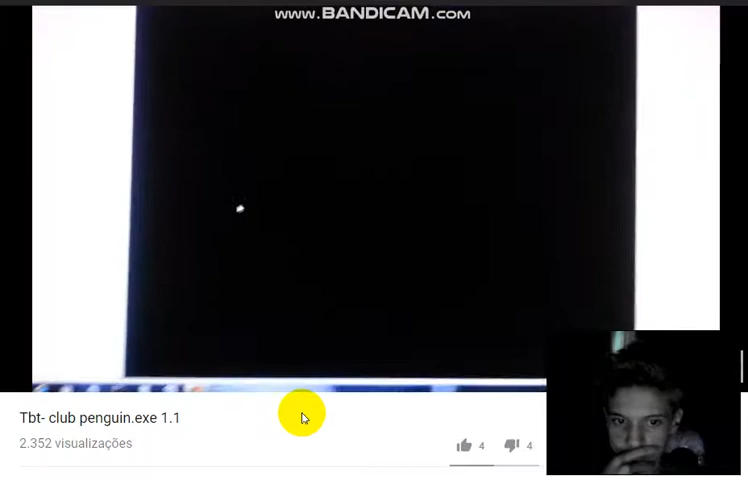 www.BANDICAM.com
Tbt- club penguin.exe 1.1
2.352 visualizações
4
4